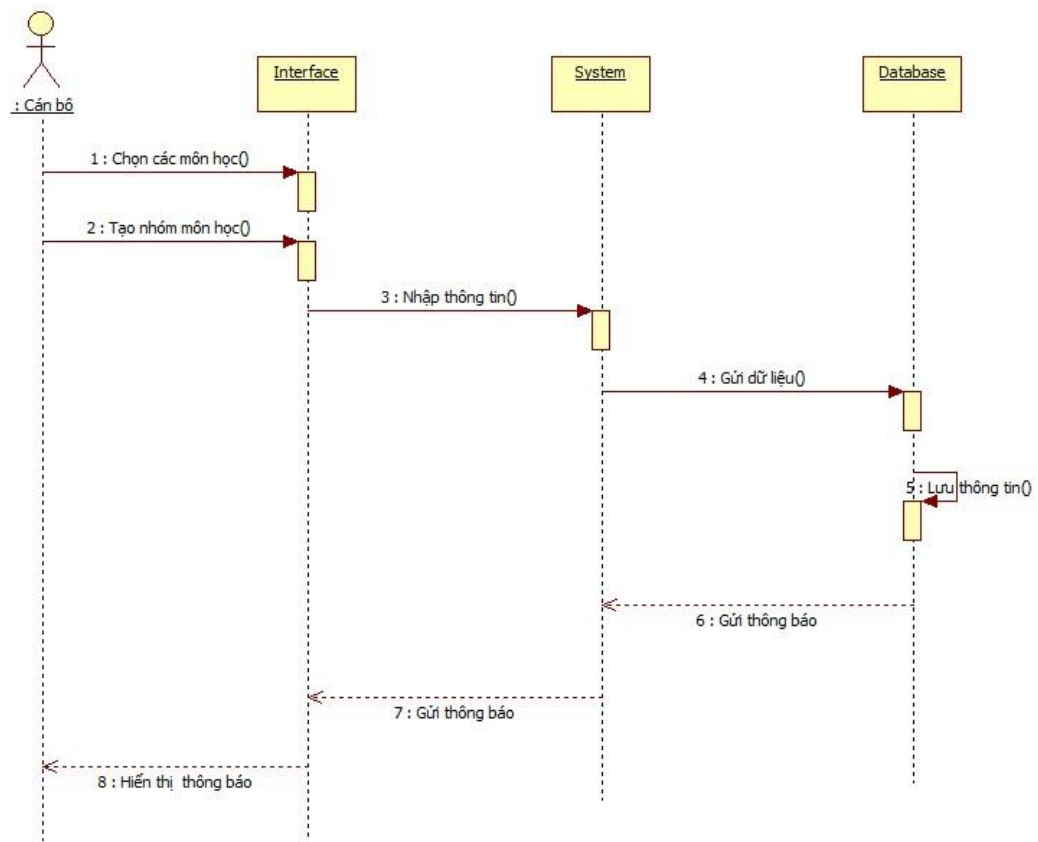 Interface
System
Database
: Cán bộ
1 : Chọn các môn học()
2 : Tạo nhóm môn học()
3 : Nhập thông tin()
4 : Gửi dữ liệu()
5 : Lưu thông tin()
6 : Gửi thông báo
7 : Gửi thông báo
8 : Hiển thị thông báo